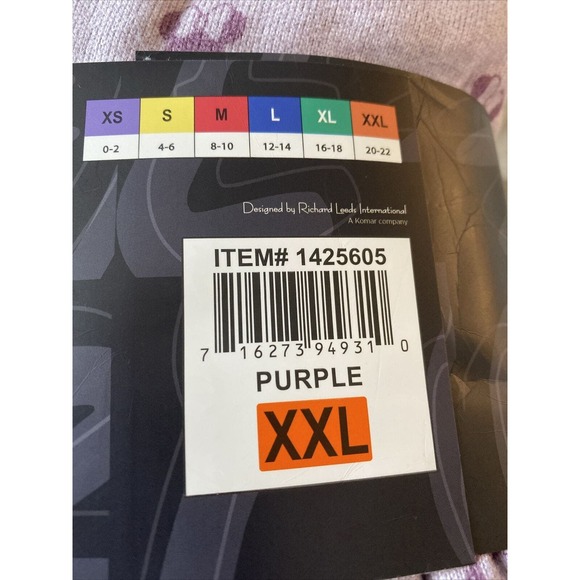 XS S M L XL XXL
0-2 4-6 8-10 12-14 16-18 20-22
Designed by Richard Leeds International
A Komar company
ITEM# 1425605
7 16273 94931 0
PURPLE
XXL